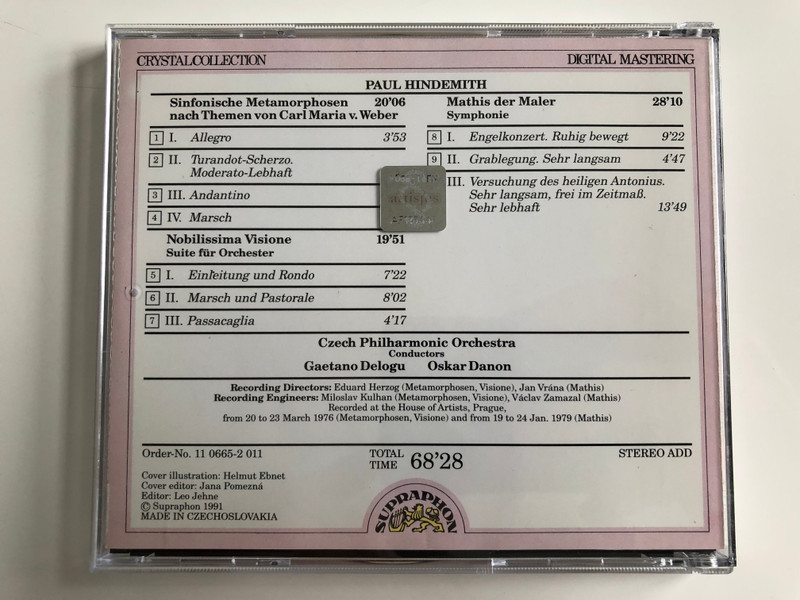 CRYSTALCOLLECTION DIGITAL MASTERING
PAUL HINDEMITH
Sinfonische Metamorphosen 20'06
nach Themen von Carl Maria v. Weber
1 I. Allegro 3'53
2 II. Turandot-Scherzo.
Moderato-Lebhaft
3 III. Andantino
4 IV. Marsch
Nobilissima Visione 19'51
Suite für Orchester
5 I. Einleitung und Rondo 7'22
6 II. Marsch und Pastorale 8'02
7 III. Passacaglia 4'17
Mathis der Maler 28'10
Symphonie
8 I. Engelkonzert. Ruhig bewegt 9'22
9 II. Grablegung. Sehr langsam 4'47
III. Versuchung des heiligen Antonius.
Sehr langsam, frei im Zeitmaß.
Sehr lebhaft 13'49
Czech Philharmonic Orchestra
Conductors
Gaetano Delogu Oskar Danon
Recording Directors: Eduard Herzog (Metamorphosen, Visione), Jan Vrána (Mathis)
Recording Engineers: Miloslav Kulhan (Metamorphosen, Visione), Václav Zamazal (Mathis)
Recorded at the House of Artists, Prague,
from 20 to 23 March 1976 (Metamorphosen, Visione) and from 19 to 24 Jan. 1979 (Mathis)
Order-No. 11 0665-2 011
TOTAL TIME 68'28
STEREO ADD
Cover illustration: Helmut Ebnet
Cover editor: Jana Pomezná
Editor: Leo Jehne
© Supraphon 1991
MADE IN CZECHOSLOVAKIA
SUPRAPHON